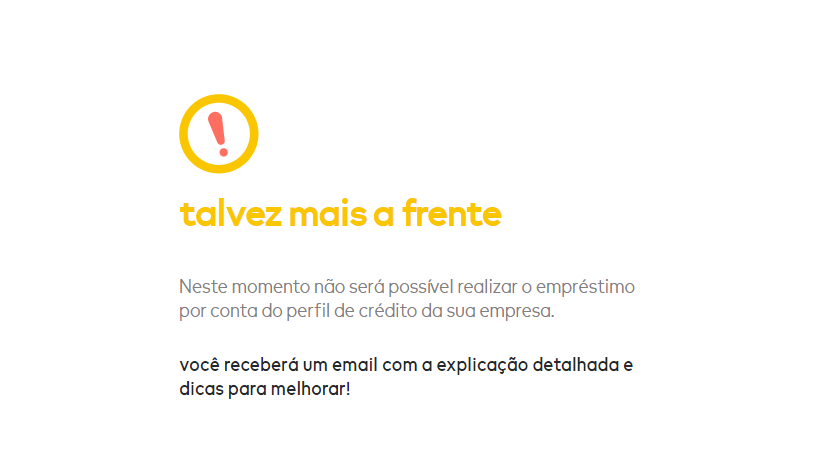 talvez mais a frente
Neste momento não será possível realizar o empréstimo
por conta do perfil de crédito da sua empresa.
você receberá um email com a explicação detalhada e
dicas para melhorar!